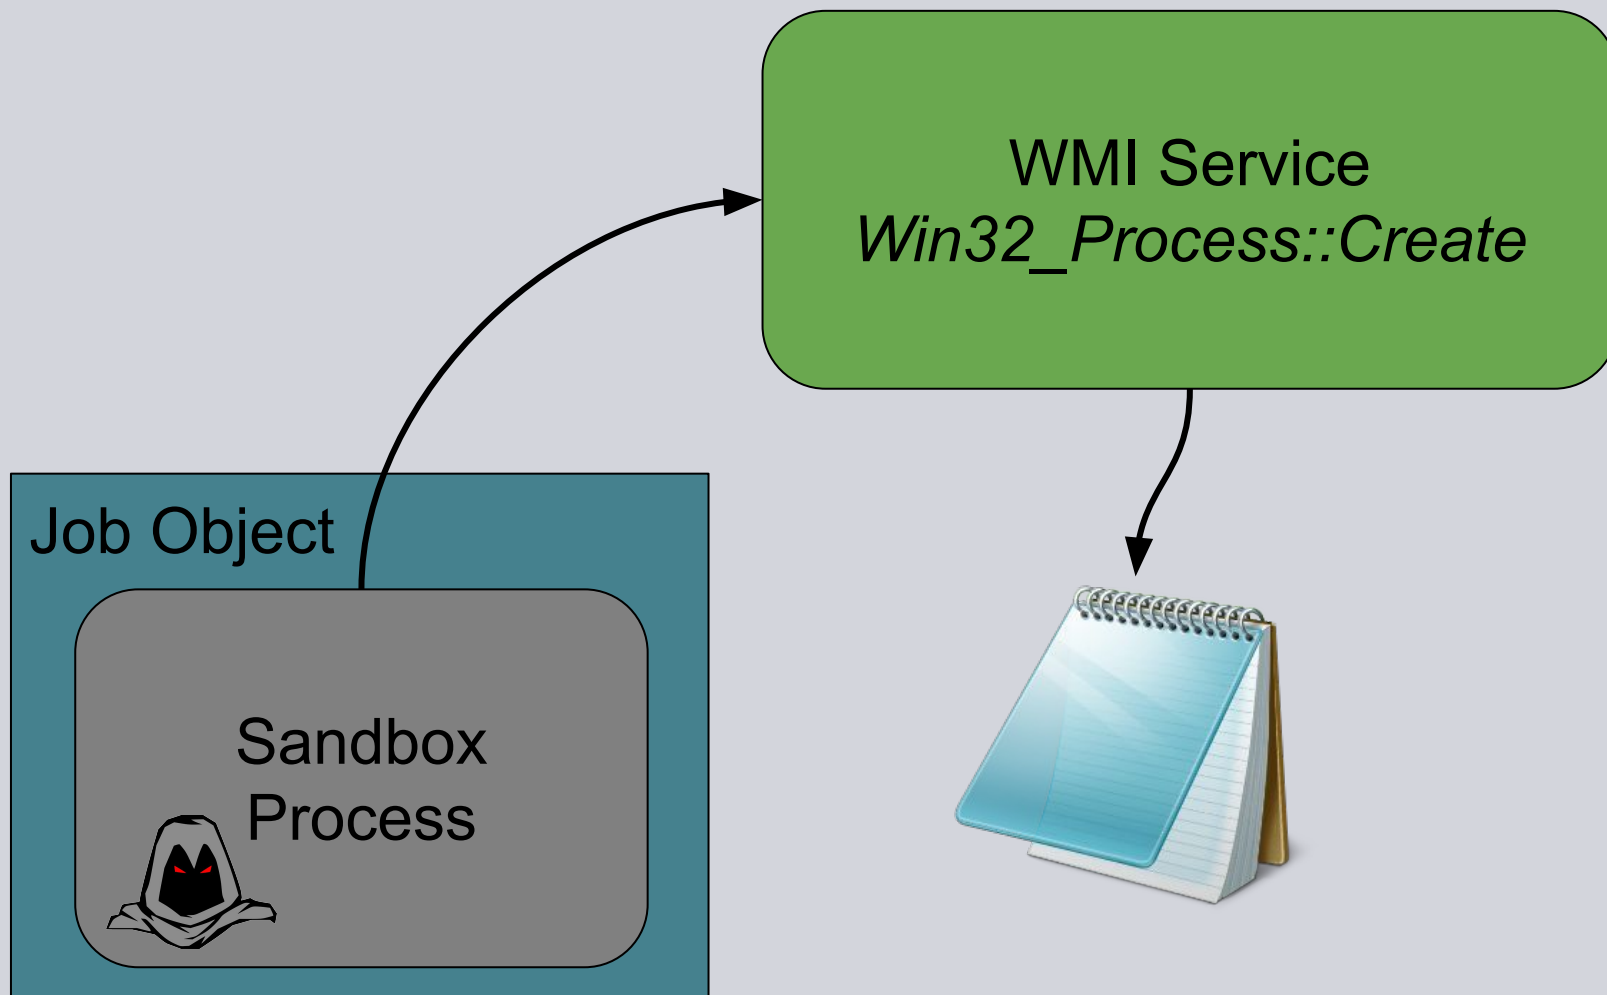 WMI Service
Win32_Process::Create
Job Object
Sandbox
Process